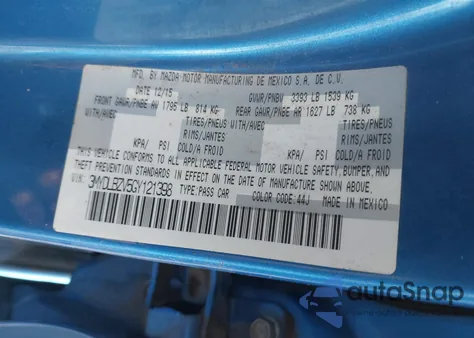 MFD. BY MAZDA MOTOR MANUFACTURING DE MEXICO S.A. DE C.V.
DATE 12/15 GVWR/PNBV 3393 LB 1539 KG
FRONT GAWR/PNBE AV 1795 LB 814 KG REAR GAWR/PNBE AR 1627 LB 738 KG
WITH/AVEC TIRES/PNEUS WITH/AVEC TIRES/PNEUS
RIMS/JANTES RIMS/JANTES
KPA/ PSI COLD/A FROID KPA/ PSI COLD/A FROID
THIS VEHICLE CONFORMS TO ALL APPLICABLE FEDERAL MOTOR VEHICLE SAFETY, BUMPER, AND
THEFT PREVENTION STANDARDS IN EFFECT ON THE DATE OF MANUFACTURE SHOWN ABOVE.
VIN: 3MYDLBZV5GY121398 TYPE:PASS CAR COLOR:44J MADE IN MEXICO
autoSnap